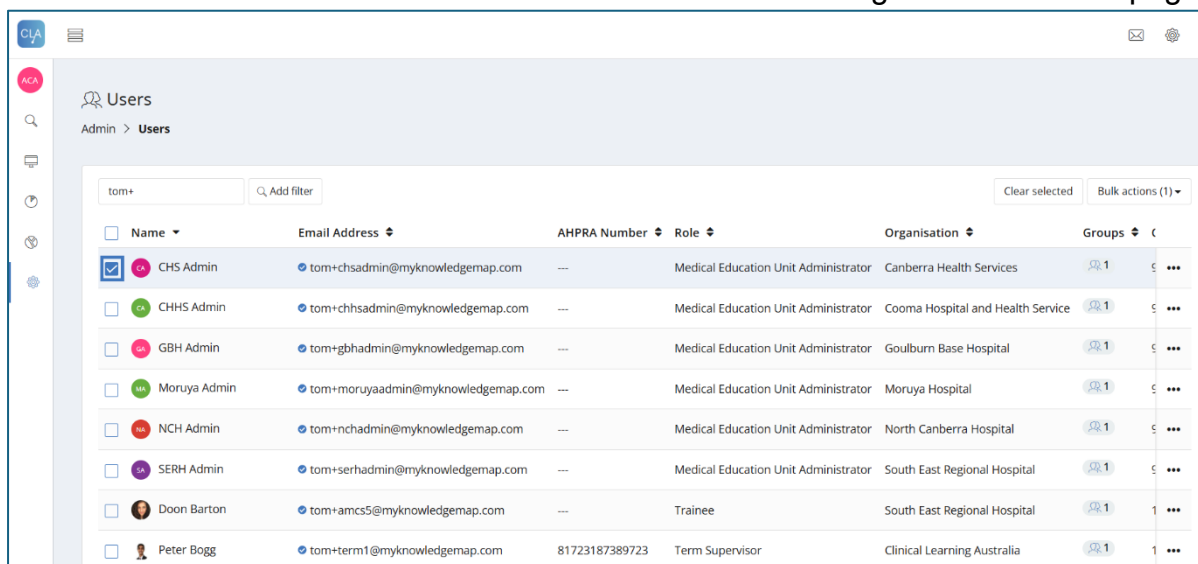 CLA
ACA
Users
Admin > Users
tom+ Add filter Clear selected Bulk actions (1)
Name Email Address AHPRA Number Role Organisation Groups
CA CHS Admin tom+chsadmin@myknowledgemap.com --- Medical Education Unit Administrator Canberra Health Services 1
CA CHHS Admin tom+chhsadmin@myknowledgemap.com --- Medical Education Unit Administrator Cooma Hospital and Health Service 1
GA GBH Admin tom+gbhadmin@myknowledgemap.com --- Medical Education Unit Administrator Goulburn Base Hospital 1
MA Moruya Admin tom+moruyaadmin@myknowledgemap.com --- Medical Education Unit Administrator Moruya Hospital 1
NA NCH Admin tom+nchadmin@myknowledgemap.com --- Medical Education Unit Administrator North Canberra Hospital 1
SA SERH Admin tom+serhadmin@myknowledgemap.com --- Medical Education Unit Administrator South East Regional Hospital 1
Doon Barton tom+amcs5@myknowledgemap.com --- Trainee South East Regional Hospital 1 1
Peter Bogg tom+term1@myknowledgemap.com 81723187389723 Term Supervisor Clinical Learning Australia 1 1